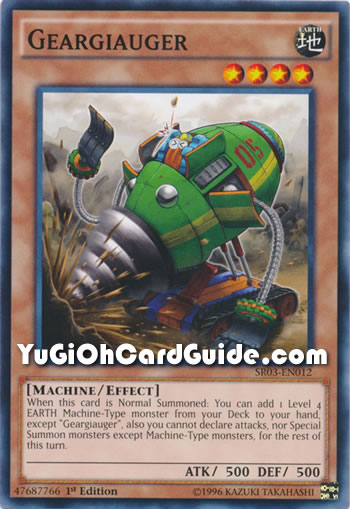 GEARGIAUGER
EARTH
地
05
YuGiOhCardGuide.com
SR03-EN012
[MACHINE/EFFECT]
When this card is Normal Summoned: You can add 1 Level 4
EARTH Machine-Type monster from your Deck to your hand,
except "Geargiauger", also you cannot declare attacks, nor Special
Summon monsters except Machine-Type monsters, for the rest of
this turn.
ATK/ 500 DEF/ 500
47687766 1st Edition ©1996 KAZUKI TAKAHASHI